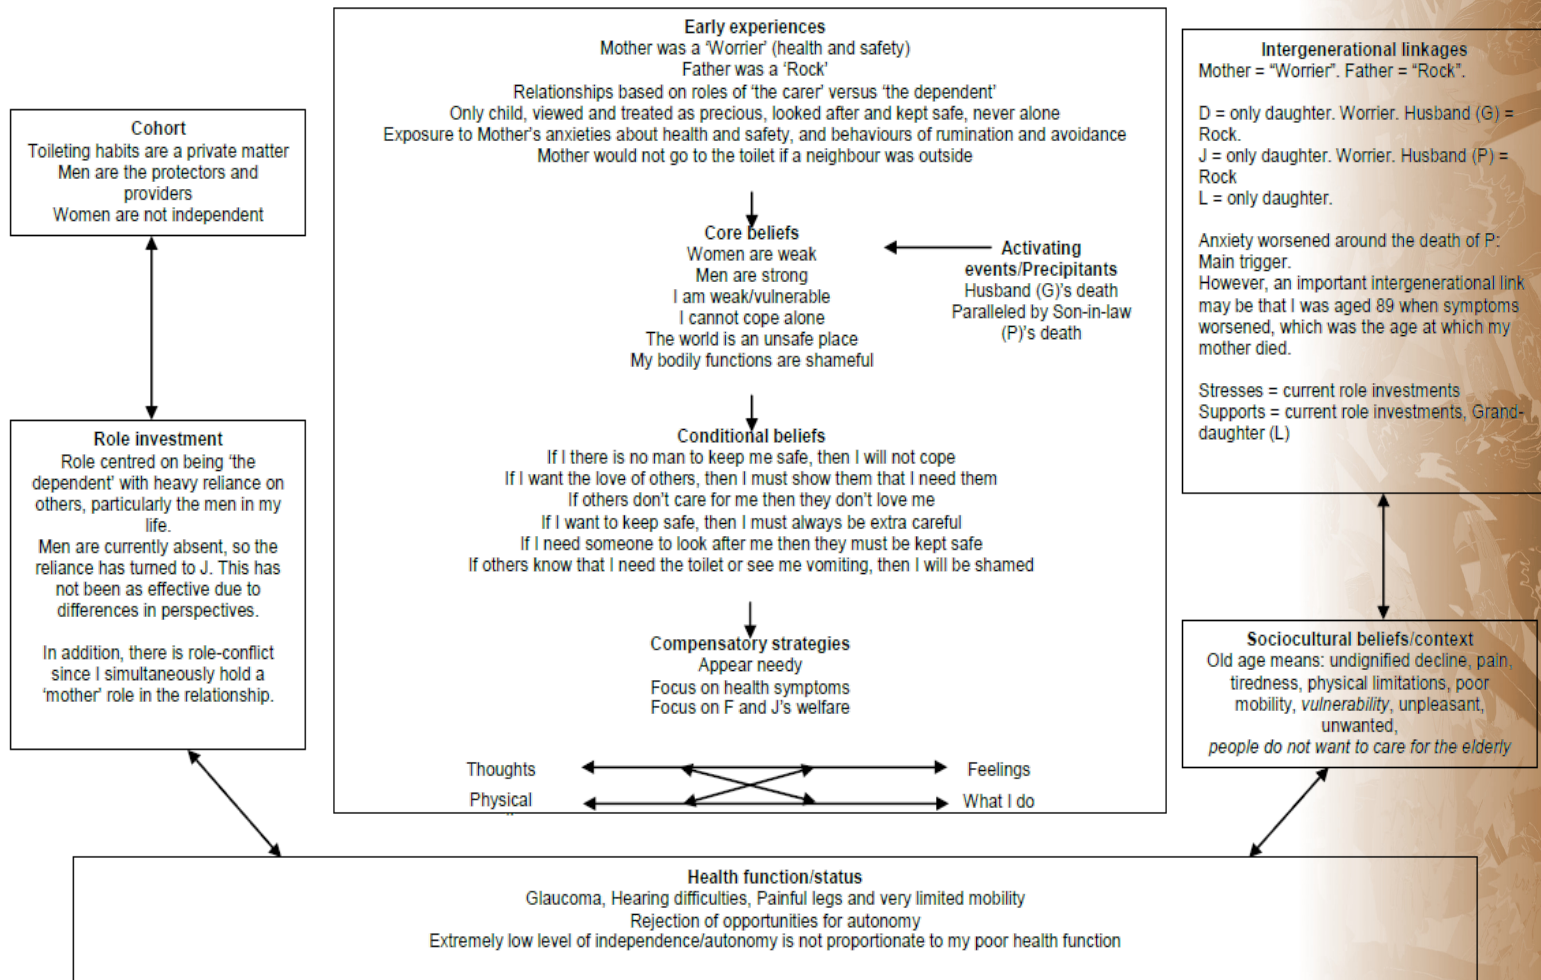 Early experiences
Mother was a 'Worrier' (health and safety)
Father was a 'Rock'
Relationships based on roles of 'the carer' versus 'the dependent'
Only child, viewed and treated as precious, looked after and kept safe, never alone
Exposure to Mother's anxieties about health and safety, and behaviours of rumination and avoidance
Mother would not go to the toilet if a neighbour was outside
Core beliefs
Women are weak
Men are strong
I am weak/vulnerable
I cannot cope alone
The world is an unsafe place
My bodily functions are shameful
Activating
events/Precipitants
Husband (G)'s death
Paralleled by Son-in-law
(P)'s death
Conditional beliefs
If I there is no man to keep me safe, then I will not cope
If I want the love of others, then I must show them that I need them
If others don't care for me then they don't love me
If I want to keep safe, then I must always be extra careful
If I need someone to look after me then they must be kept safe
If others know that I need the toilet or see me vomiting, then I will be shamed
Compensatory strategies
Appear needy
Focus on health symptoms
Focus on F and J's welfare
Thoughts
Feelings
Physical
What I do
Cohort
Toileting habits are a private matter
Men are the protectors and
providers
Women are not independent
Role investment
Role centred on being 'the
dependent' with heavy reliance on
others, particularly the men in my
life.
Men are currently absent, so the
reliance has turned to J. This has
not been as effective due to
differences in perspectives.
In addition, there is role-conflict
since I simultaneously hold a
'mother' role in the relationship.
Intergenerational linkages
Mother = "Worrier". Father = "Rock".
D = only daughter. Worrier. Husband (G) =
Rock.
J = only daughter. Worrier. Husband (P) =
Rock
L = only daughter.
Anxiety worsened around the death of P:
Main trigger.
However, an important intergenerational link
may be that I was aged 89 when symptoms
worsened, which was the age at which my
mother died.
Stresses = current role investments
Supports = current role investments, Grand-
daughter (L)
Sociocultural beliefs/context
Old age means: undignified decline, pain,
tiredness, physical limitations, poor
mobility, vulnerability, unpleasant,
unwanted,
people do not want to care for the elderly
Health function/status
Glaucoma, Hearing difficulties, Painful legs and very limited mobility
Rejection of opportunities for autonomy
Extremely low level of independence/autonomy is not proportionate to my poor health function